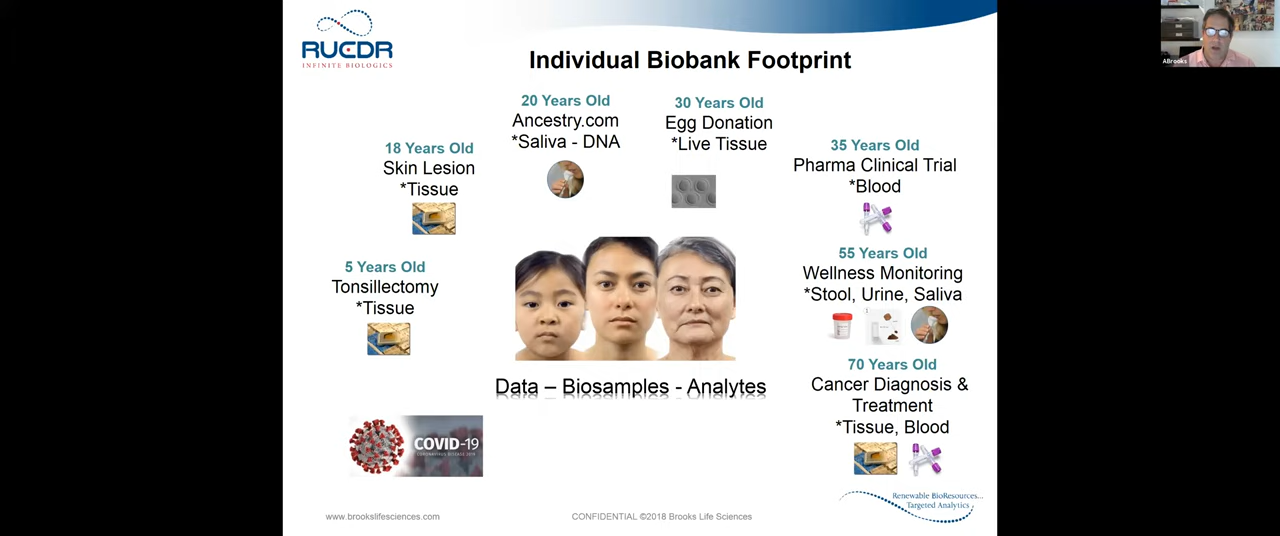 RUCDR
INFINITE BIOLOGICS
Individual Biobank Footprint
ABrooks
5 Years Old
Tonsillectomy
*Tissue
18 Years Old
Skin Lesion
*Tissue
20 Years Old
Ancestry.com
*Saliva - DNA
30 Years Old
Egg Donation
*Live Tissue
35 Years Old
Pharma Clinical Trial
*Blood
55 Years Old
Wellness Monitoring
*Stool, Urine, Saliva
70 Years Old
Cancer Diagnosis &
Treatment
*Tissue, Blood
Data – Biosamples - Analytes
COVID-19
CORONAVIRUS DISEASE 2019
Renewable BioResources...
Targeted Analytics
www.brookslifesciences.com
CONFIDENTIAL ©2018 Brooks Life Sciences